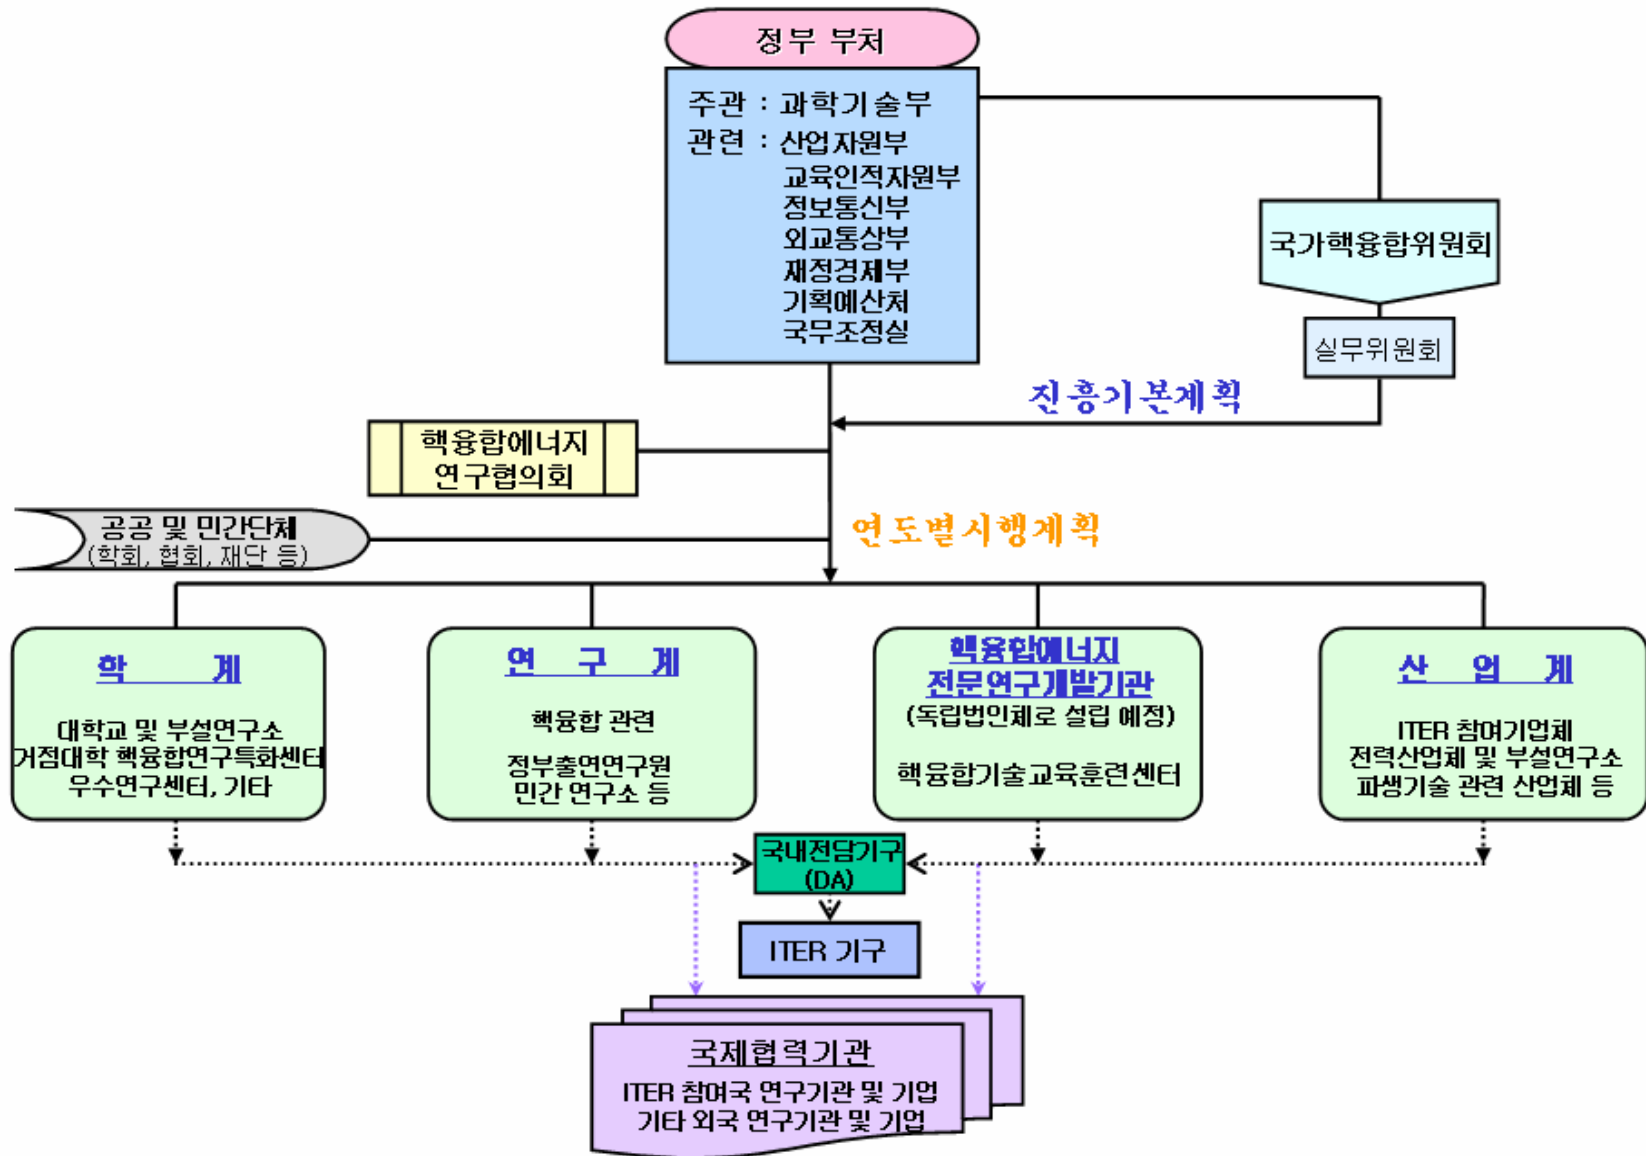 정부 부처
주관 : 과학기술부
관련 : 산업자원부
교육인적자원부
정보통신부
외교통상부
재정경제부
기획예산처
국무조정실
국가핵융합위원회
실무위원회
진흥기본계획
핵융합에너지
연구협의회
공공 및 민간단체
(학회, 협회, 재단 등)
연도별시행계획
학 계
대학교 및 부설연구소
거점대학 핵융합연구특화센터
우수연구센터, 기타
연 구 계
핵융합 관련
정부출연연구원
민간 연구소 등
핵융합에너지
전문연구개발기관
(독립법인체로 설립 예정)
핵융합기술교육훈련센터
산 업 계
ITER 참여기업체
전력산업체 및 부설연구소
파생기술 관련 산업체 등
국내전담기구
(DA)
ITER 기구
국제협력기관
ITER 참여국 연구기관 및 기업
기타 외국 연구기관 및 기업